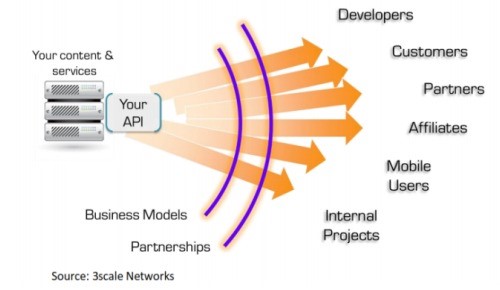 Your content &
services
Your
API
Developers
Customers
Partners
Affiliates
Mobile
Users
Internal
Projects
Business Models
Partnerships
Source: 3scale Networks